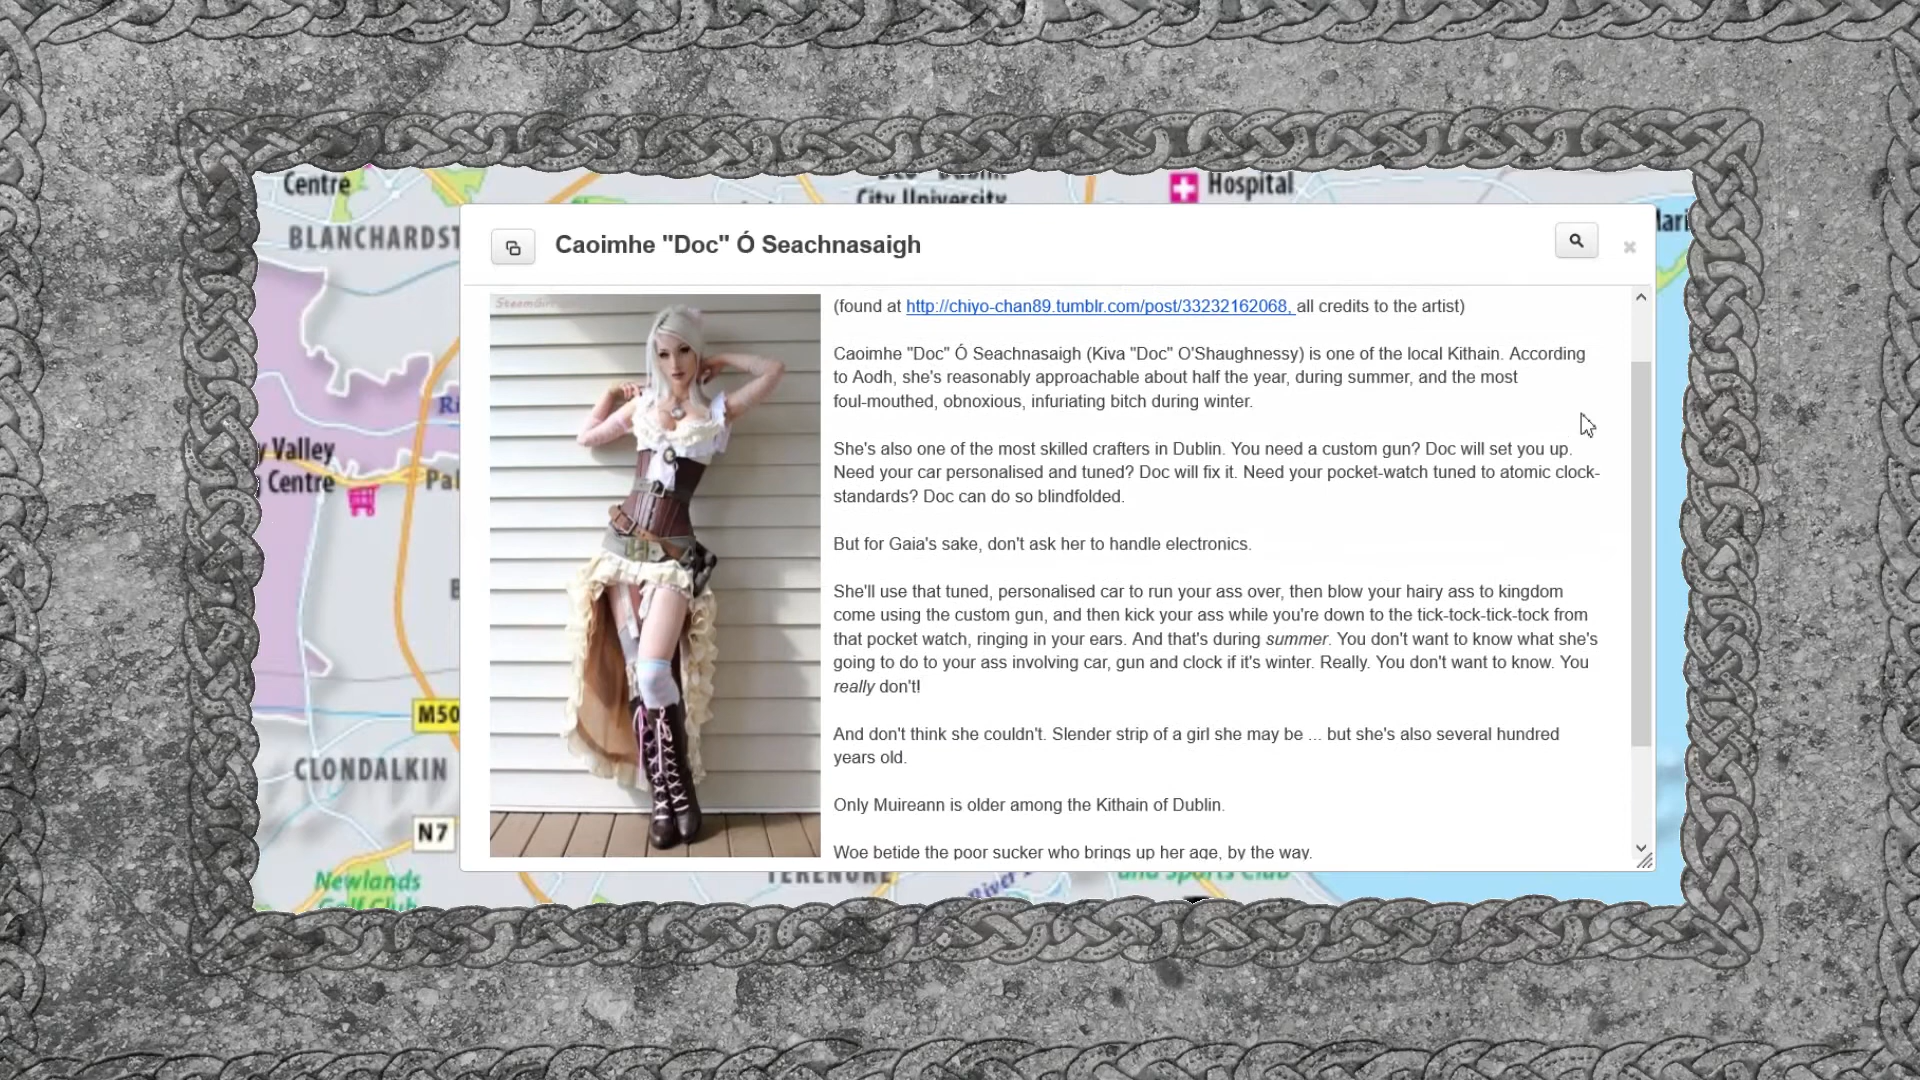 Centre
City University
Hospital
BLANCHARDST
Caoimhe "Doc" Ó Seachnasaigh
(found at http://chiyo-chan89.tumblr.com/post/33232162068, all credits to the artist)
Caoimhe "Doc" Ó Seachnasaigh (Kiva "Doc" O'Shaughnessy) is one of the local Kithain. According
to Aodh, she's reasonably approachable about half the year, during summer, and the most
foul-mouthed, obnoxious, infuriating bitch during winter.
She's also one of the most skilled crafters in Dublin. You need a custom gun? Doc will set you up.
Need your car personalised and tuned? Doc will fix it. Need your pocket-watch tuned to atomic clock-
standards? Doc can do so blindfolded.
But for Gaia's sake, don't ask her to handle electronics.
She'll use that tuned, personalised car to run your ass over, then blow your hairy ass to kingdom
come using the custom gun, and then kick your ass while you're down to the tick-tock-tick-tock from
that pocket watch, ringing in your ears. And that's during summer. You don't want to know what she's
going to do to your ass involving car, gun and clock if it's winter. Really. You don't want to know. You
really don't!
And don't think she couldn't. Slender strip of a girl she may be ... but she's also several hundred
years old.
Only Muireann is older among the Kithain of Dublin.
Woe betide the poor sucker who brings up her age, by the way.
Valley
Centre
Pal
M50
CLONDALKIN
N7
Newlands
Golf Club
TERENURE
River
and Sports Club